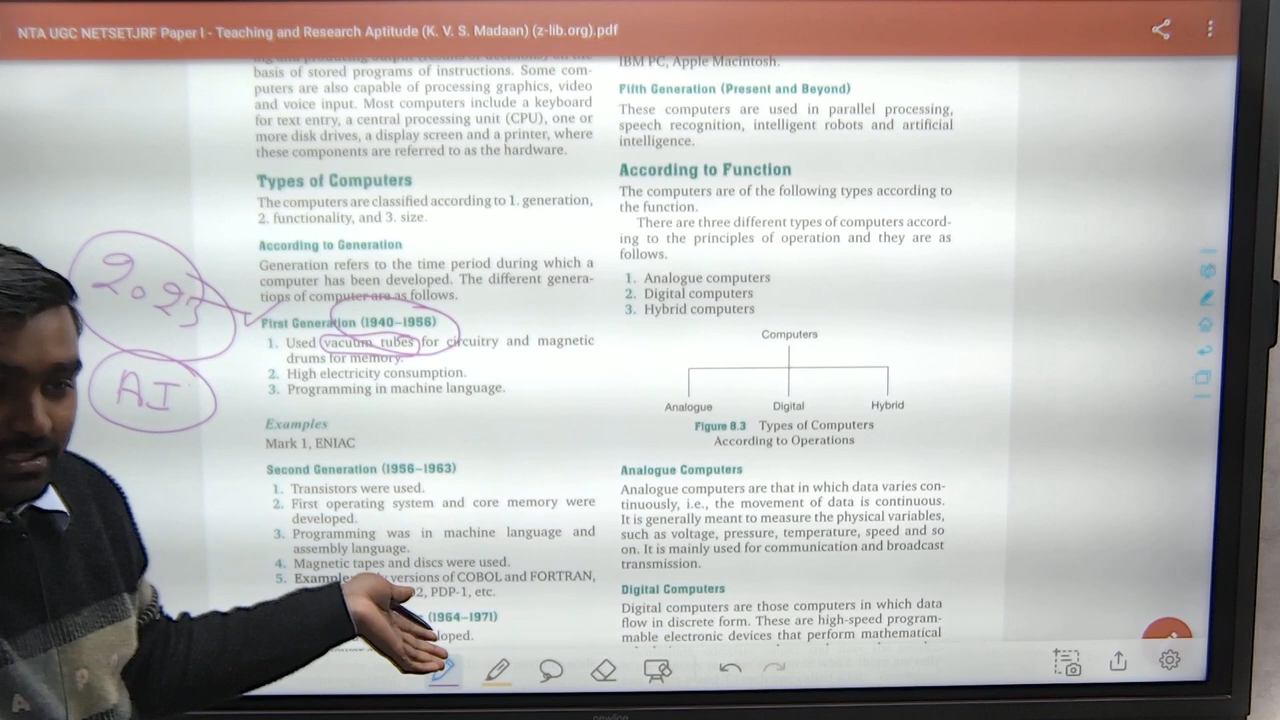 NTA UGC NETSETJRF Paper I - Teaching and Research Aptitude (K. V. S. Madaan) (z-lib.org).pdf
basis of stored programs of instructions. Some com-
puters are also capable of processing graphics, video
and voice input. Most computers include a keyboard
for text entry, a central processing unit (CPU), one or
more disk drives, a display screen and a printer, where
these components are referred to as the hardware.
Types of Computers
The computers are classified according to 1. generation,
2. functionality, and 3. size.
According to Generation
Generation refers to the time period during which a
computer has been developed. The different genera-
tiops of computer are as follows.
First Generation (1940–1956)
1. Used vacuum tubes for circuitry and magnetic
drums for memory.
2. High electricity consumption.
3. Programming in machine language.
Examples
Mark 1, ENIAC
Second Generation (1956–1963)
1. Transistors were used.
2. First operating system and core memory were
developed.
3. Programming was in machine language and
assembly language.
4. Magnetic tapes and discs were used.
5. Example versions of COBOL and FORTRAN,
PDP-1, etc.
(1964–1971)
2023
AI
IBM PC, Apple Macintosh.
Fifth Generation (Present and Beyond)
These computers are used in parallel processing,
speech recognition, intelligent robots and artificial
intelligence.
According to Function
The computers are of the following types according to
the function.
There are three different types of computers accord-
ing to the principles of operation and they are as
follows.
1. Analogue computers
2. Digital computers
3. Hybrid computers
Computers
Analogue Digital Hybrid
Figure 8.3 Types of Computers
According to Operations
Analogue Computers
Analogue computers are that in which data varies con-
tinuously, i.e., the movement of data is continuous.
It is generally meant to measure the physical variables,
such as voltage, pressure, temperature, speed and so
on. It is mainly used for communication and broadcast
transmission.
Digital Computers
Digital computers are those computers in which data
flow in discrete form. These are high-speed program-
mable electronic devices that perform mathematical
newline